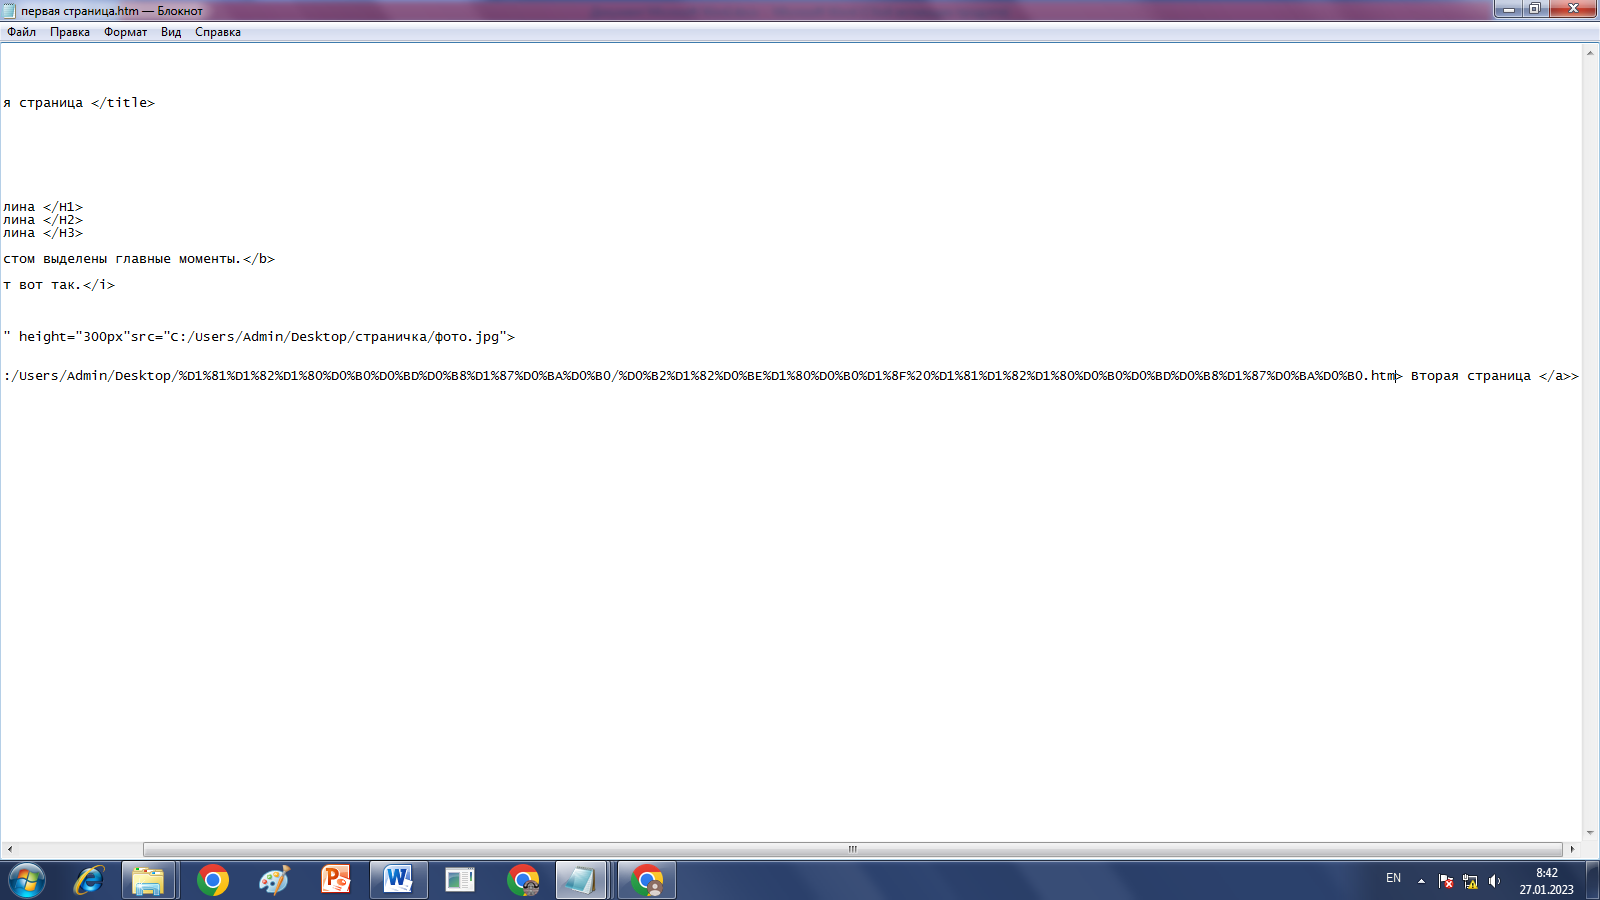 первая страница.htm — Блокнот
Файл Правка Формат Вид Справка
я страница </title>
лина </H1>
лина </H2>
лина </H3>
стом выделены главные моменты.</b>
т вот так.</i>
" height="300px"src="C:/Users/Admin/Desktop/страничка/фото.jpg">
:/Users/Admin/Desktop/%D1%81%D1%82%D1%80%D0%B0%D0%BD%D0%B8%D1%87%D0%BA%D0%B0/%D0%B2%D1%82%D0%BE%D1%80%D0%B0%D1%8F%20%D1%81%D1%82%D1%80%D0%B0%D0%BD%D0%B8%D1%87%D0%BA%D0%B0.htm> Вторая страница </a>>
EN
8:42
27.01.2023